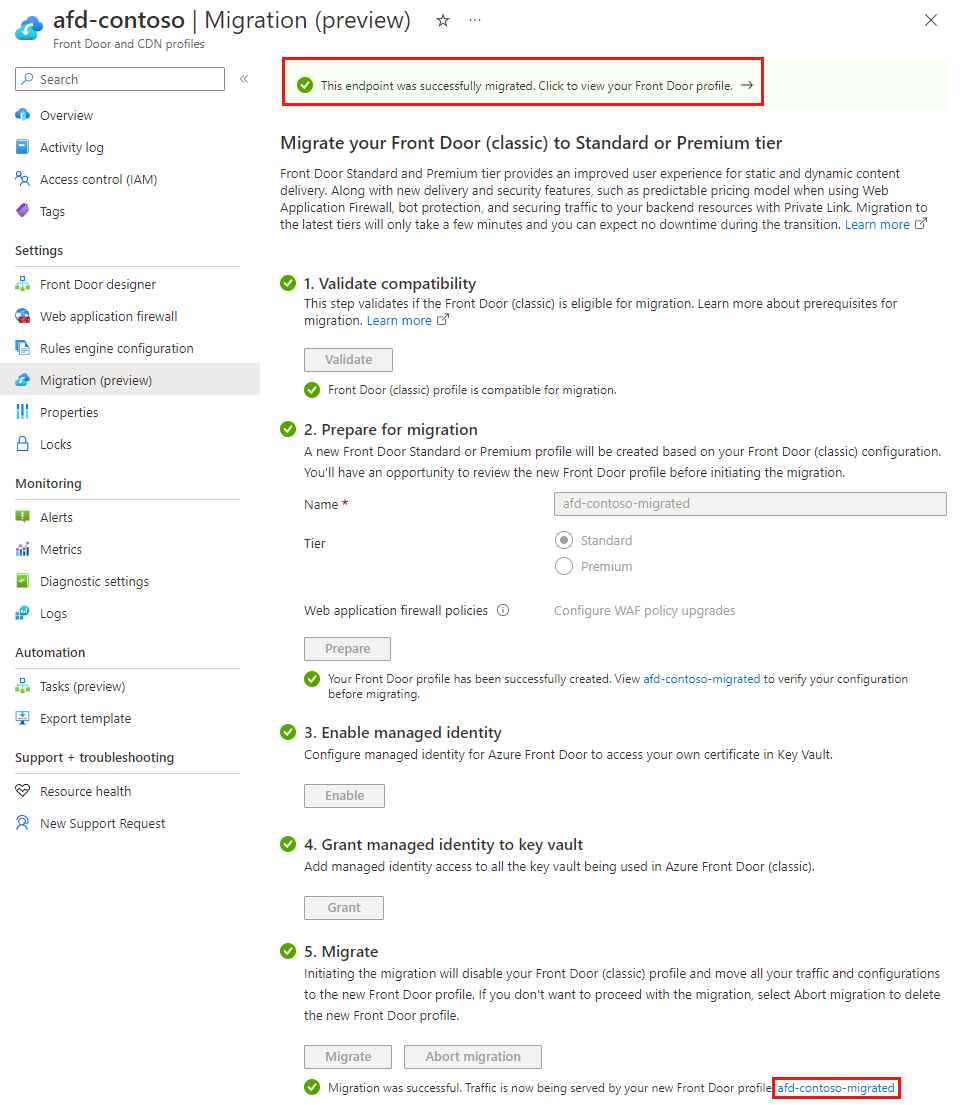 afd-contoso | Migration (preview) ☆ ···
Front Door and CDN profiles
Search
«
Overview
Activity log
Access control (IAM)
Tags
Settings
Front Door designer
Web application firewall
Rules engine configuration
Migration (preview)
Properties
Locks
Monitoring
Alerts
Metrics
Diagnostic settings
Logs
Automation
Tasks (preview)
Export template
Support + troubleshooting
Resource health
New Support Request
This endpoint was successfully migrated. Click to view your Front Door profile. →
Migrate your Front Door (classic) to Standard or Premium tier
Front Door Standard and Premium tier provides an improved user experience for static and dynamic content
delivery. Along with new delivery and security features, such as predictable pricing model when using Web
Application Firewall, bot protection, and securing traffic to your backend resources with Private Link. Migration to
the latest tiers will only take a few minutes and you can expect no downtime during the transition. Learn more
1. Validate compatibility
This step validates if the Front Door (classic) is eligible for migration. Learn more about prerequisites for
migration. Learn more
Validate
Front Door (classic) profile is compatible for migration.
2. Prepare for migration
A new Front Door Standard or Premium profile will be created based on your Front Door (classic) configuration.
You'll have an opportunity to review the new Front Door profile before initiating the migration.
Name * afd-contoso-migrated
Tier Standard
Premium
Web application firewall policies Configure WAF policy upgrades
Prepare
Your Front Door profile has been successfully created. View afd-contoso-migrated to verify your configuration
before migrating.
3. Enable managed identity
Configure managed identity for Azure Front Door to access your own certificate in Key Vault.
Enable
4. Grant managed identity to key vault
Add managed identity access to all the key vault being used in Azure Front Door (classic).
Grant
5. Migrate
Initiating the migration will disable your Front Door (classic) profile and move all your traffic and configurations
to the new Front Door profile. If you don't want to proceed with the migration, select Abort migration to delete
the new Front Door profile.
Migrate Abort migration
Migration was successful. Traffic is now being served by your new Front Door profile afd-contoso-migrated